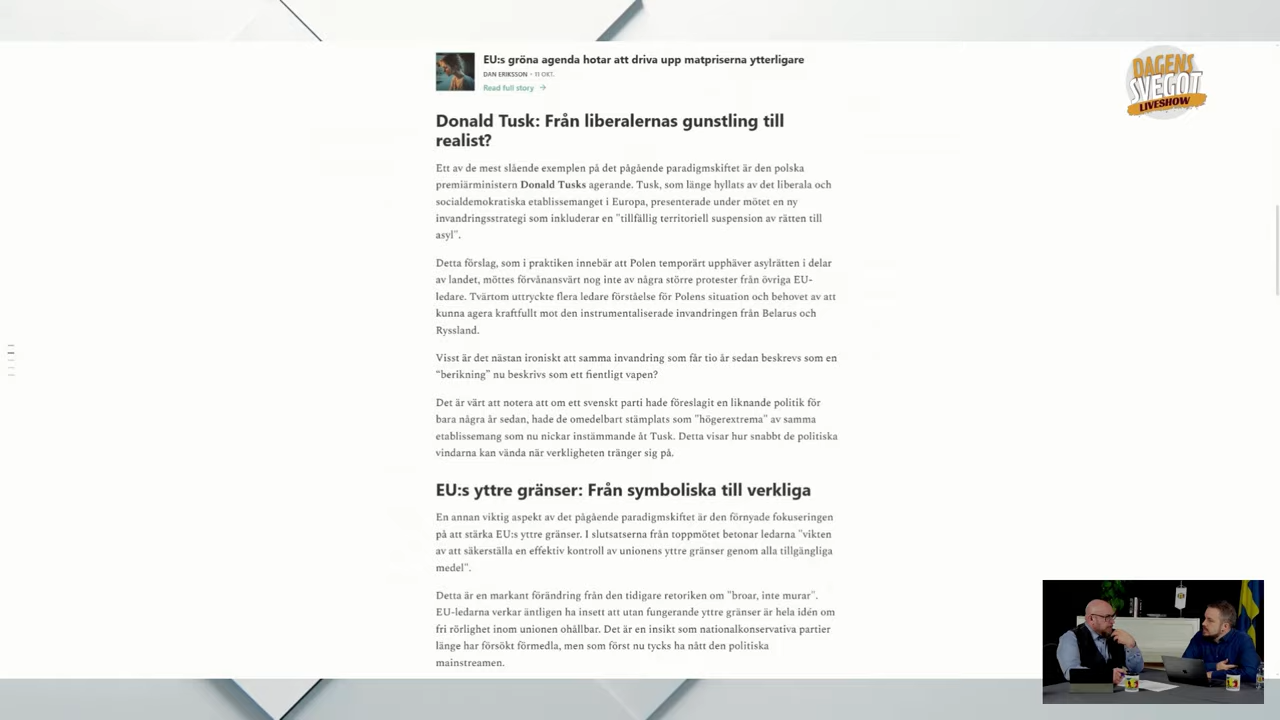 EU:s gröna agenda hotar att driva upp matpriserna ytterligare
DAN ERIKSSON • 11 OKT.
Read full story →
DAGENS
SVEGOT
LIVESHOW
Donald Tusk: Från liberalernas gunstling till
realist?
Ett av de mest slående exemplen på det pågående paradigmskiftet är den polska
premiärministern Donald Tusks agerande. Tusk, som länge hyllats av det liberala och
socialdemokratiska etablissemanget i Europa, presenterade under mötet en ny
invandringsstrategi som inkluderar en "tillfällig territoriell suspension av rätten till
asyl".
Detta förslag, som i praktiken innebär att Polen temporärt upphäver asylrätten i delar
av landet, möttes förvånansvärt nog inte av några större protester från övriga EU-
ledare. Tvärtom uttryckte flera ledare förståelse för Polens situation och behovet av att
kunna agera kraftfullt mot den instrumentaliserade invandringen från Belarus och
Ryssland.
Visst är det nästan ironiskt att samma invandring som får tio år sedan beskrevs som en
“berikning” nu beskrivs som ett fientligt vapen?
Det är värt att notera att om ett svenskt parti hade föreslagit en liknande politik för
bara några år sedan, hade de omedelbart stämplats som "högerextrema" av samma
etablissemang som nu nickar instämmande åt Tusk. Detta visar hur snabbt de politiska
vindarna kan vända när verkligheten tränger sig på.
EU:s yttre gränser: Från symboliska till verkliga
En annan viktig aspekt av det pågående paradigmskiftet är den förnyade fokuseringen
på att stärka EU:s yttre gränser. I slutsatserna från toppmötet betonar ledarna "vikten
av att säkerställa en effektiv kontroll av unionens yttre gränser genom alla tillgängliga
medel".
Detta är en markant förändring från den tidigare retoriken om "broar, inte murar".
EU-ledarna verkar äntligen ha insett att utan fungerande yttre gränser är hela idén om
fri rörlighet inom unionen ohållbar. Det är en insikt som nationalkonservativa partier
länge har försökt förmedla, men som först nu tycks ha nått den politiska
mainstreamen.